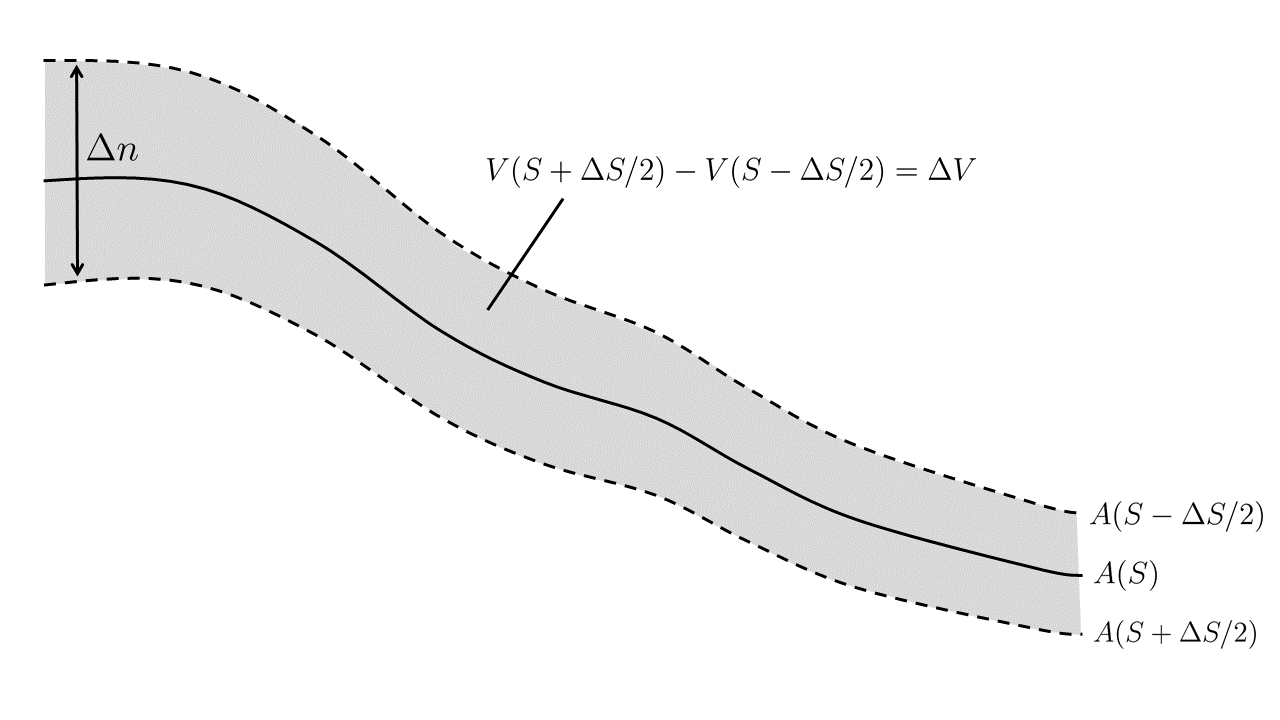 Δn
V(S + ΔS/2) − V(S − ΔS/2) = ΔV
A(S − ΔS/2)
A(S)
A(S + ΔS/2)